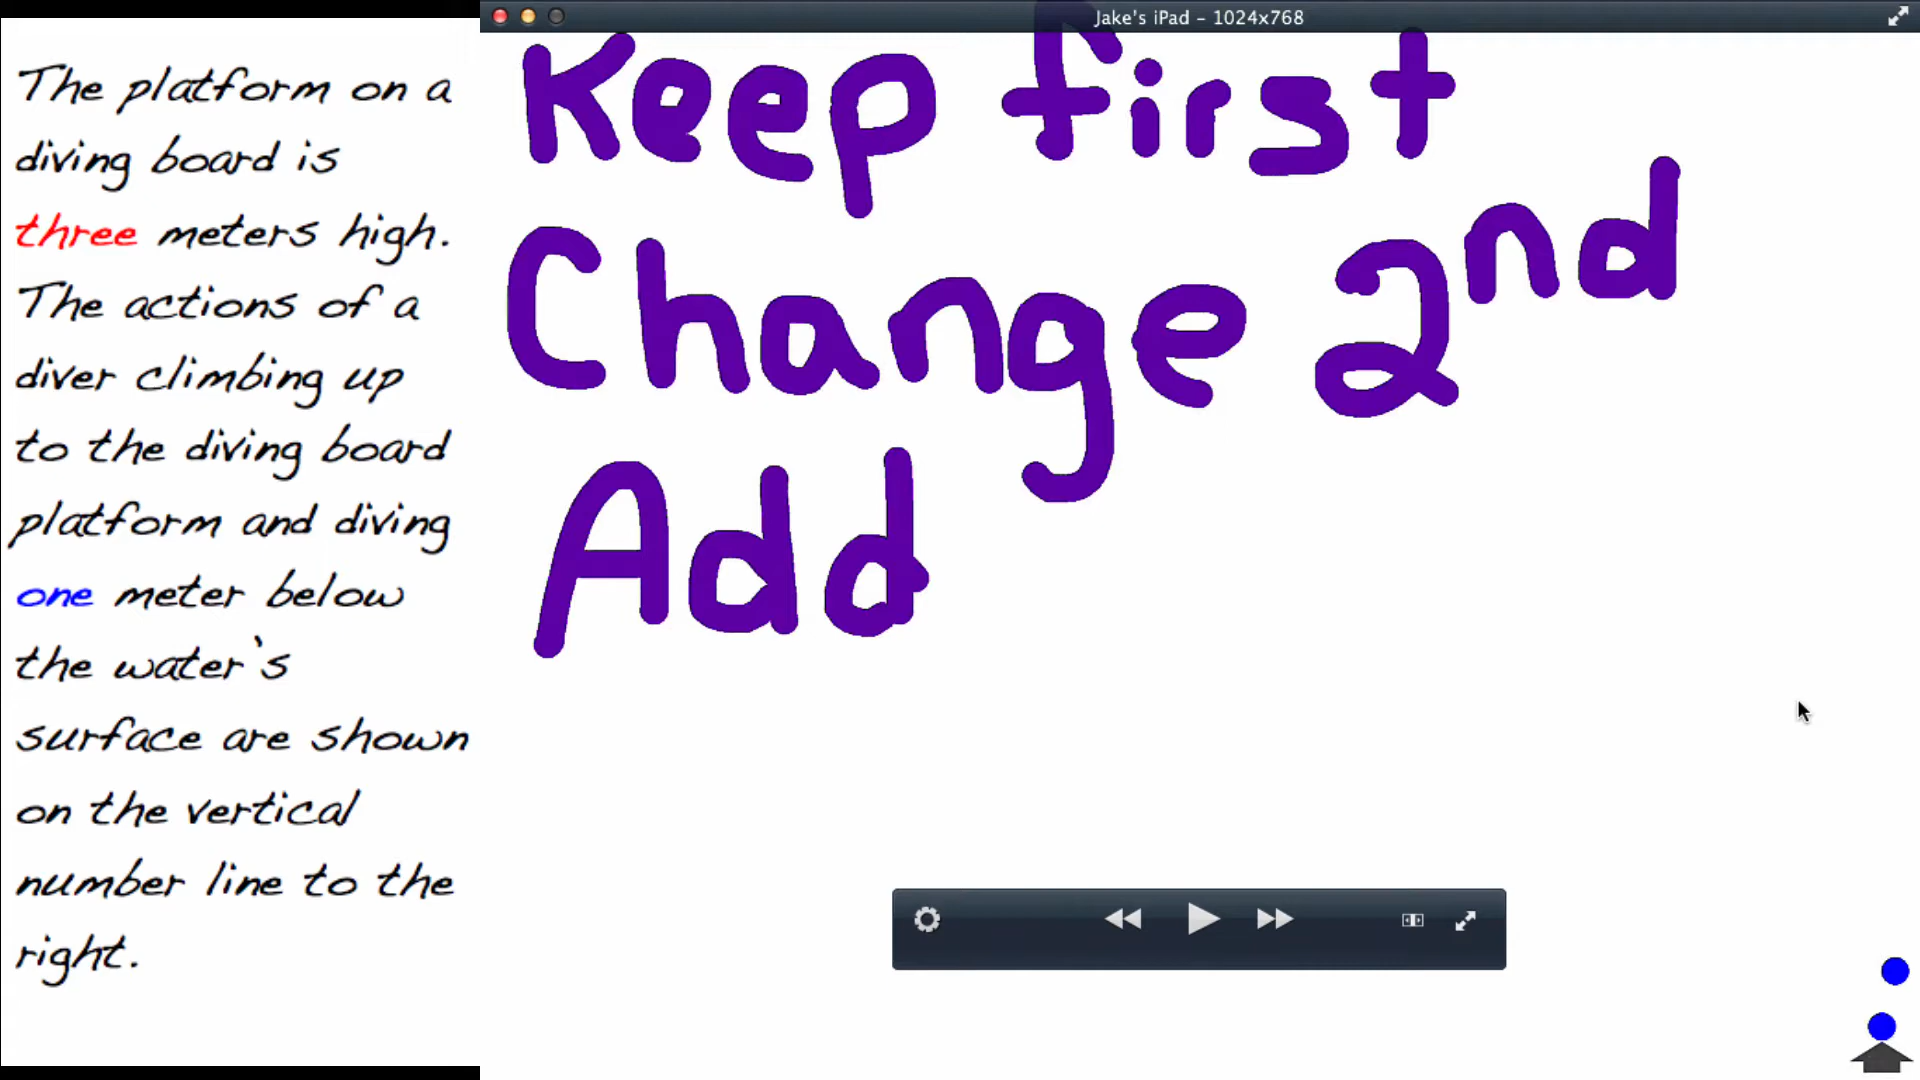 The platform on a
diving board is
three meters high.
The actions of a
diver climbing up
to the diving board
platform and diving
one meter below
the water's
surface are shown
on the vertical
number line to the
right.
Jake's iPad - 1024x768
Keep first
Change 2nd
Add